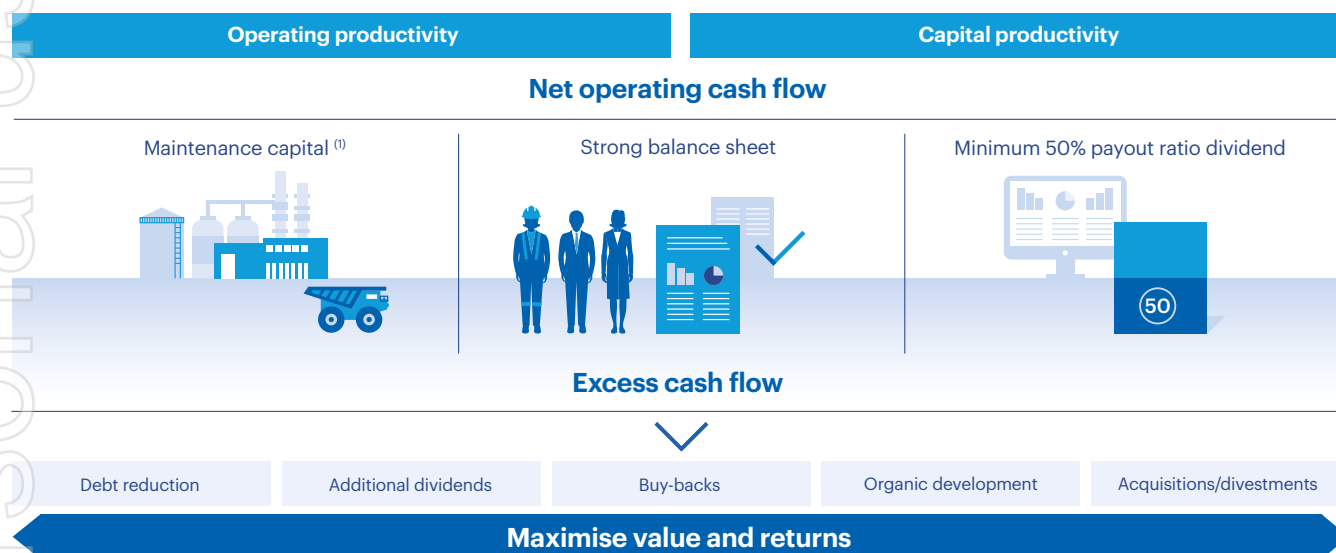 Operating productivity
Capital productivity
Net operating cash flow
Maintenance capital (1)
Strong balance sheet
Minimum 50% payout ratio dividend
50
Excess cash flow
Debt reduction
Additional dividends
Buy-backs
Organic development
Acquisitions/divestments
Maximise value and returns